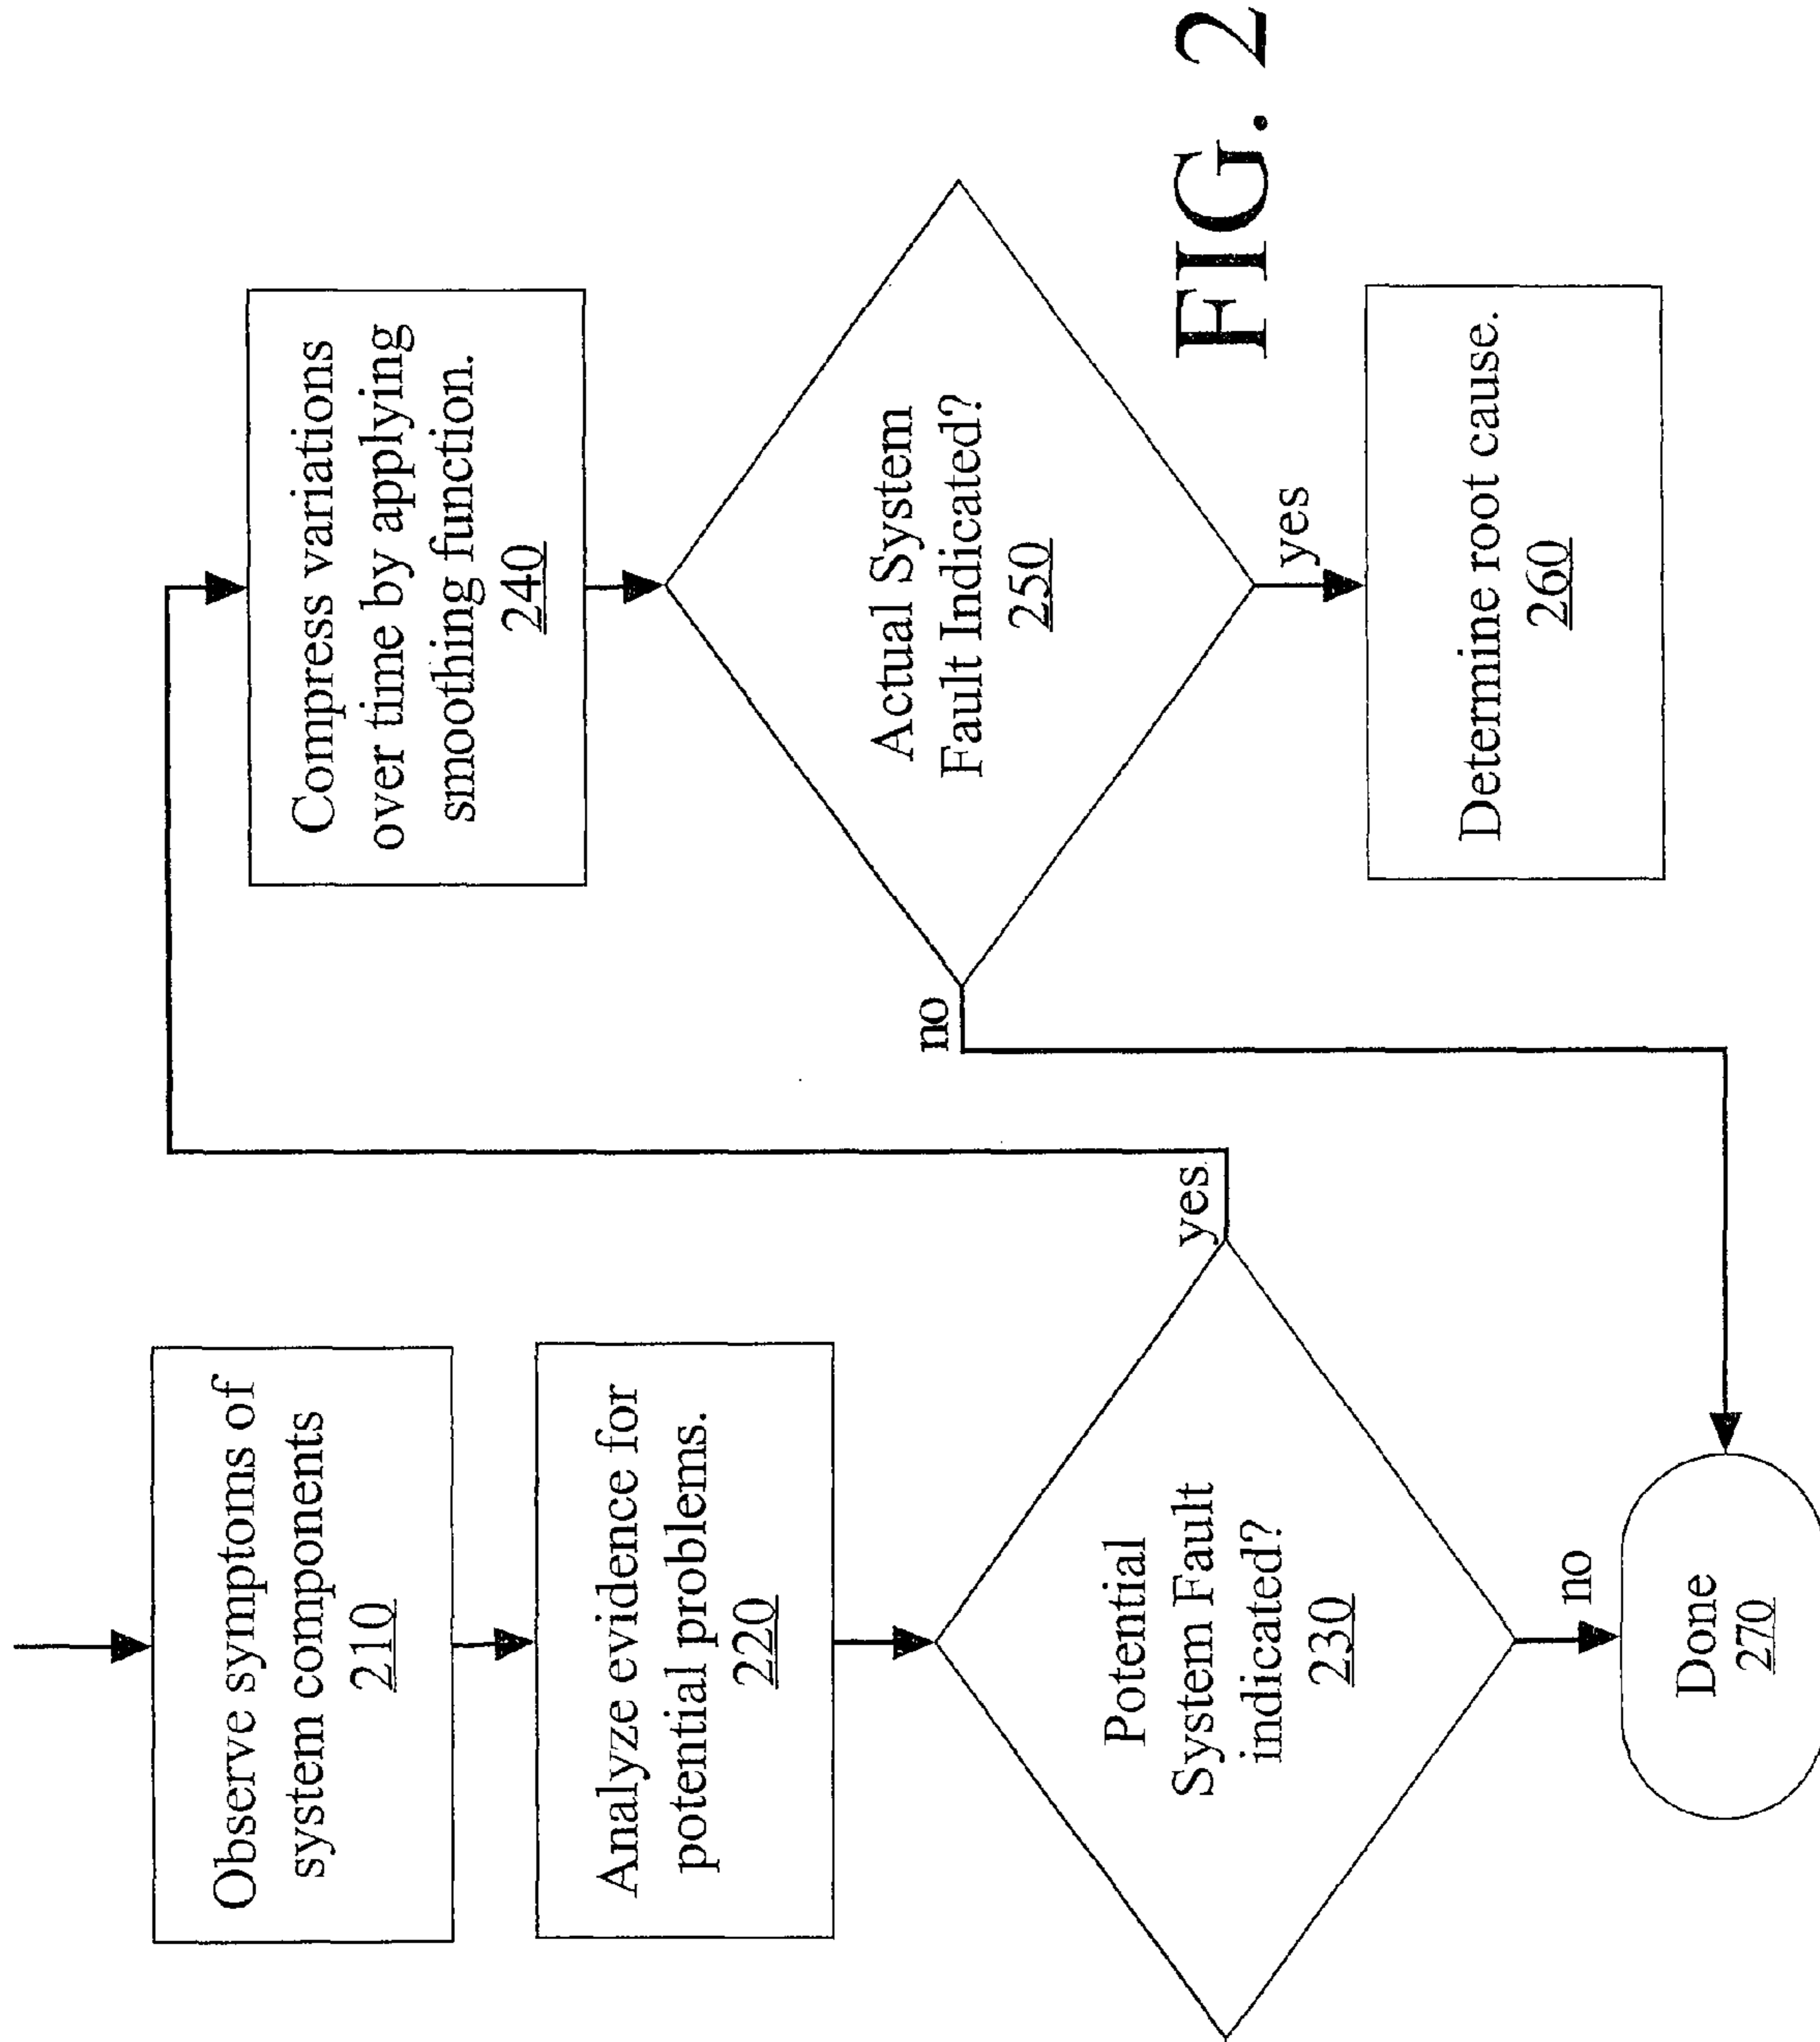 Observe symptoms of
system components
210
Analyze evidence for
potential problems.
220
Potential
System Fault
indicated?
230
yes
no
Done
270
Compress variations
over time by applying
smoothing function.
240
Actual System
Fault Indicated?
250
no
yes
Determine root cause.
260
FIG. 2